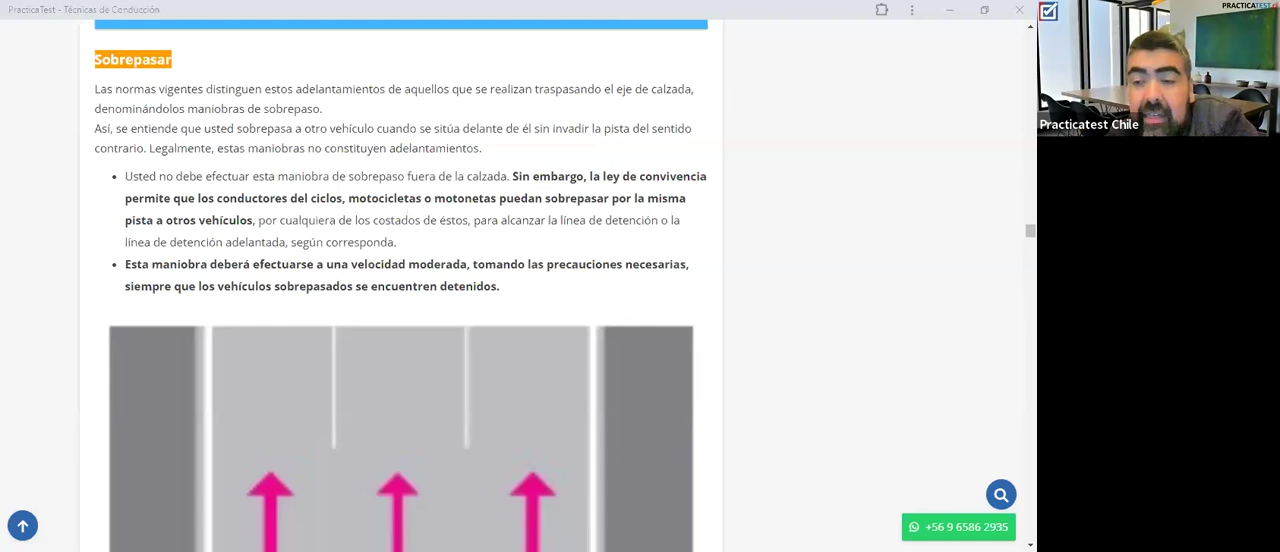 PracticaTest - Técnicas de Conducción
PRACTICATEST
Practicatest Chile
Sobrepasar
Las normas vigentes distinguen estos adelantamientos de aquellos que se realizan traspasando el eje de calzada,
denominándolos maniobras de sobrepaso.
Así, se entiende que usted sobrepasa a otro vehículo cuando se sitúa delante de él sin invadir la pista del sentido
contrario. Legalmente, estas maniobras no constituyen adelantamientos.
Usted no debe efectuar esta maniobra de sobrepaso fuera de la calzada. Sin embargo, la ley de convivencia
permite que los conductores del ciclos, motocicletas o motonetas puedan sobrepasar por la misma
pista a otros vehículos, por cualquiera de los costados de éstos, para alcanzar la línea de detención o la
línea de detención adelantada, según corresponda.
Esta maniobra deberá efectuarse a una velocidad moderada, tomando las precauciones necesarias,
siempre que los vehículos sobrepasados se encuentren detenidos.
+56 9 6586 2935